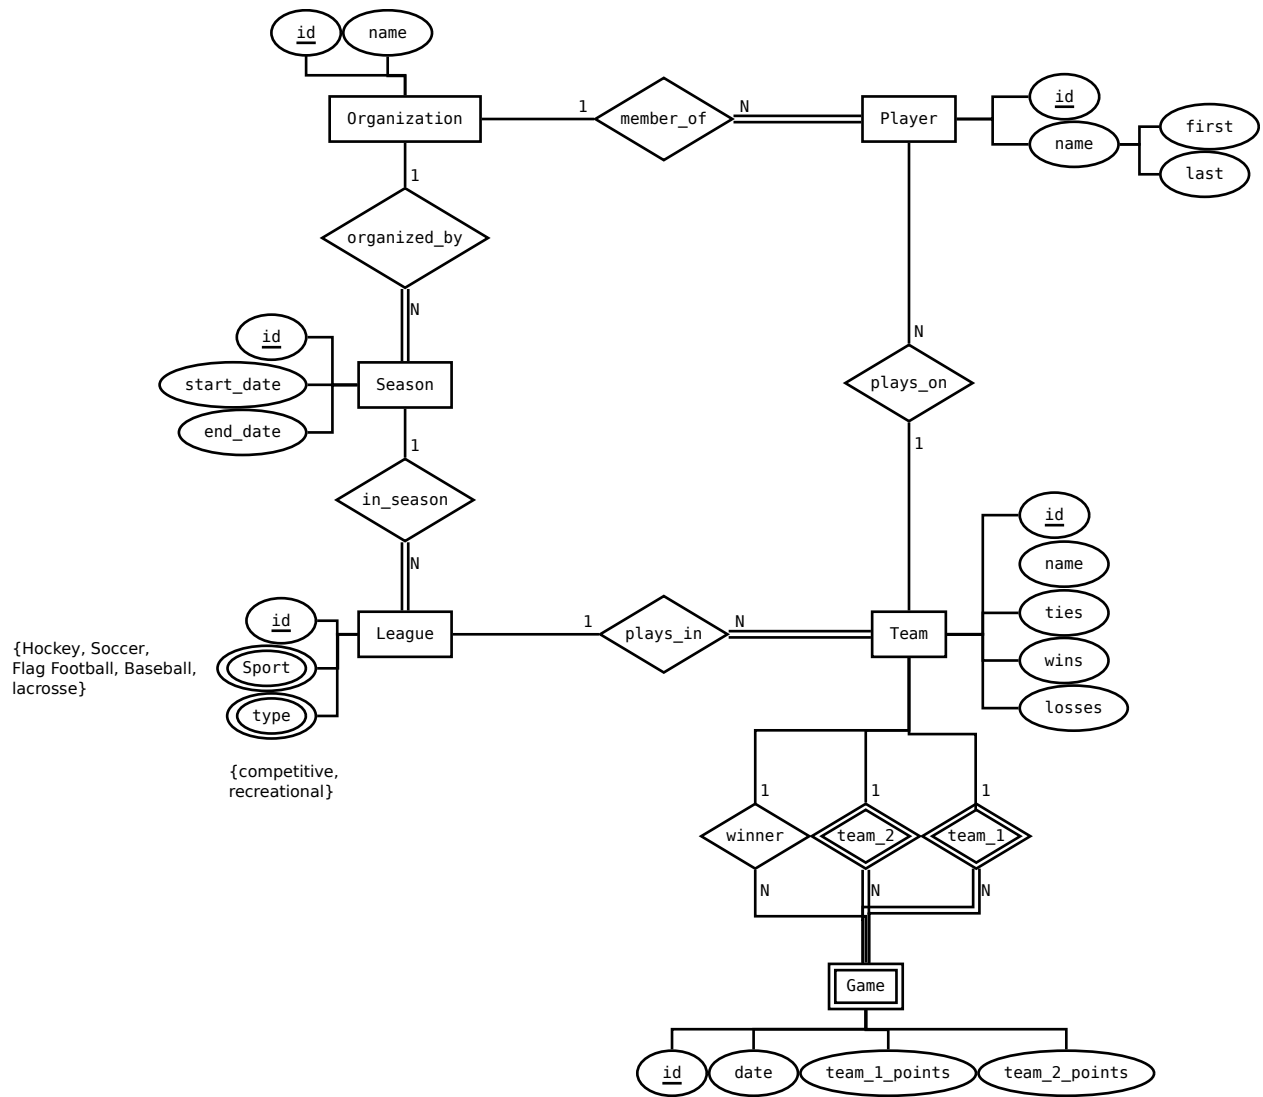 id
name
Organization
1
member_of
N
Player
id
name
first
last
1
organized_by
N
id
start_date
end_date
Season
1
in_season
N
N
plays_on
1
{Hockey, Soccer,
Flag Football, Baseball,
lacrosse}
id
Sport
type
League
{competitive,
recreational}
1
plays_in
N
Team
id
name
ties
wins
losses
1
1
1
winner
team_2
team_1
N
N
N
Game
id
date
team_1_points
team_2_points